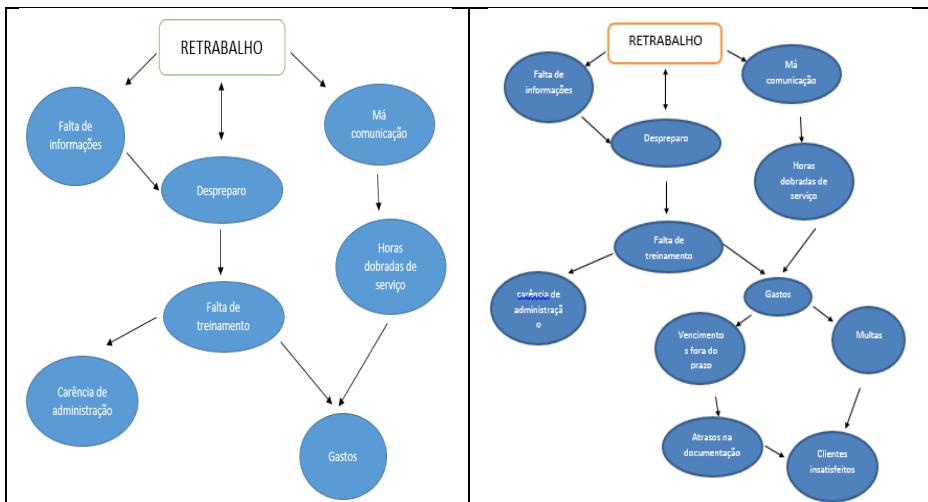 RETRABALHO
Falta de
informações
Má
comunicação
Despreparo
Horas
dobradas de
serviço
Falta de
treinamento
Carência de
administração
Gastos
RETRABALHO
Falta de
informações
Má
comunicação
Despreparo
Horas
dobradas de
serviço
Falta de
treinamento
carência de
administraçã
o
Gastos
Vencimento
s fora do
prazo
Multas
Atrasos na
documentação
Clientes
insatisfeitos